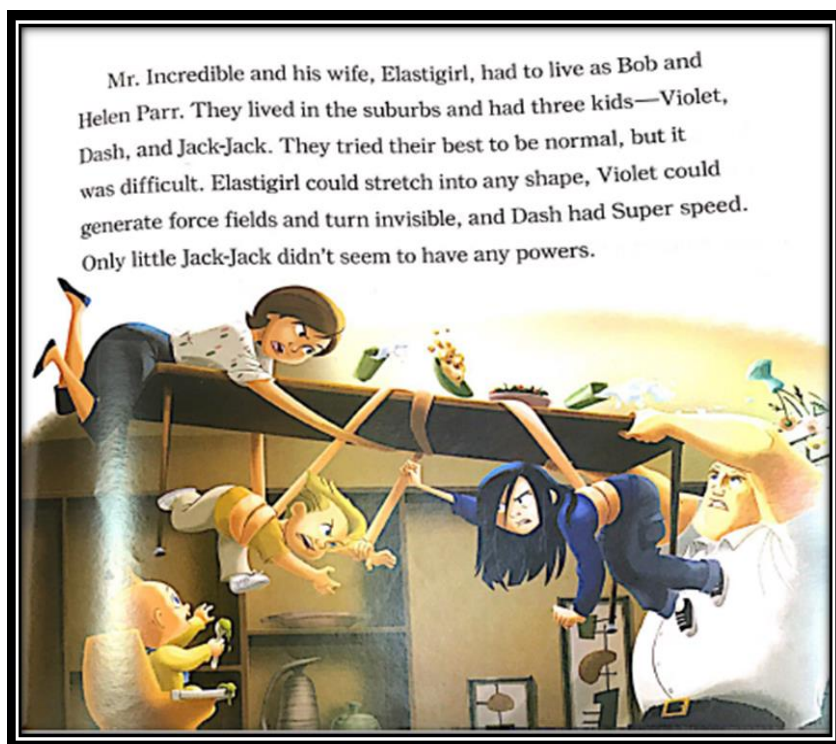 Mr. Incredible and his wife, Elastigirl, had to live as Bob and
Helen Parr. They lived in the suburbs and had three kids—Violet,
Dash, and Jack-Jack. They tried their best to be normal, but it
was difficult. Elastigirl could stretch into any shape, Violet could
generate force fields and turn invisible, and Dash had Super speed.
Only little Jack-Jack didn't seem to have any powers.